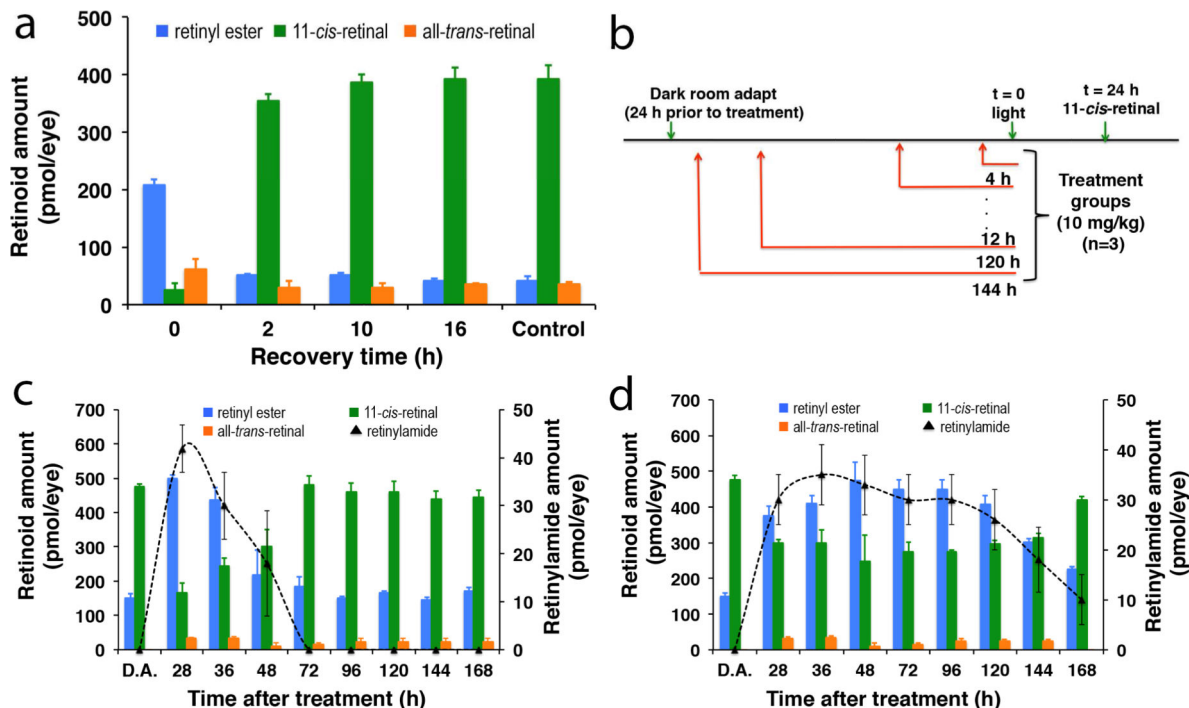 a
retinyl ester 11-cis-retinal all-trans-retinal
Retinoid amount
(pmol/eye)
500
400
300
200
100
0
0 2 10 16 Control
Recovery time (h)
b
Dark room adapt
(24 h prior to treatment)
t = 0
light
t = 24 h
11-cis-retinal
4 h
.
.
.
12 h
120 h
144 h
Treatment
groups
(10 mg/kg)
(n=3)
c
retinyl ester 11-cis-retinal
all-trans-retinal retinylamide
Retinoid amount
(pmol/eye)
700
600
500
400
300
200
100
0
50
40
30
20
10
0
Retinylamide amount
(pmol/eye)
D.A. 28 36 48 72 96 120 144 168
Time after treatment (h)
d
retinyl ester 11-cis-retinal
all-trans-retinal retinylamide
Retinoid amount
(pmol/eye)
700
600
500
400
300
200
100
0
50
40
30
20
10
0
Retinylamide amount
(pmol/eye)
D.A. 28 36 48 72 96 120 144 168
Time after treatment (h)